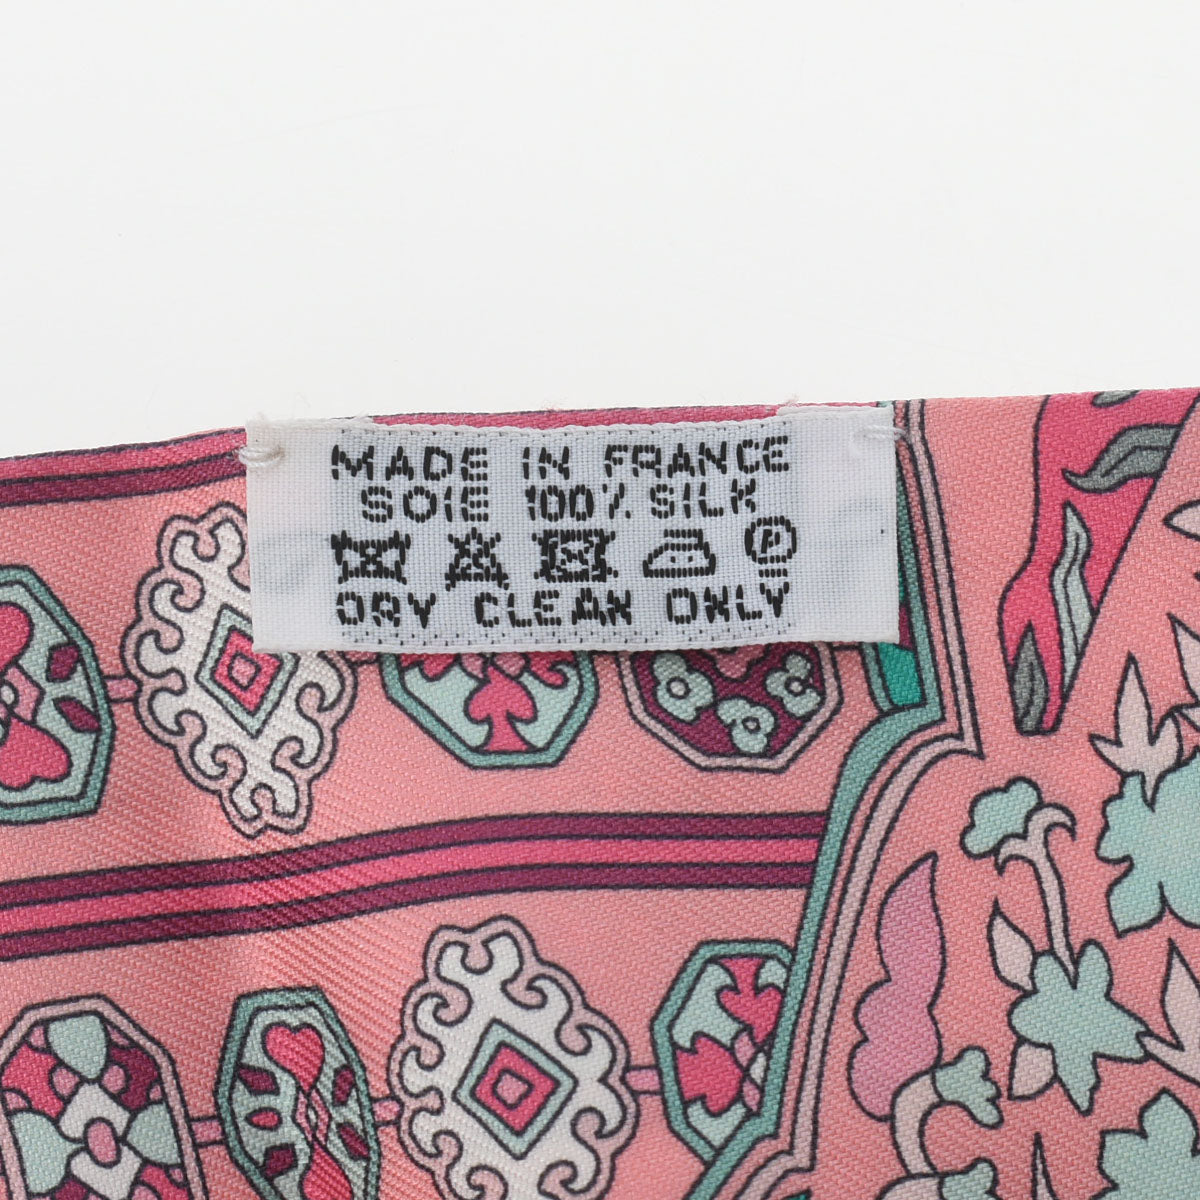 MADE IN FRANCE
SOIE 100% SILK
P
DRY CLEAN ONLY